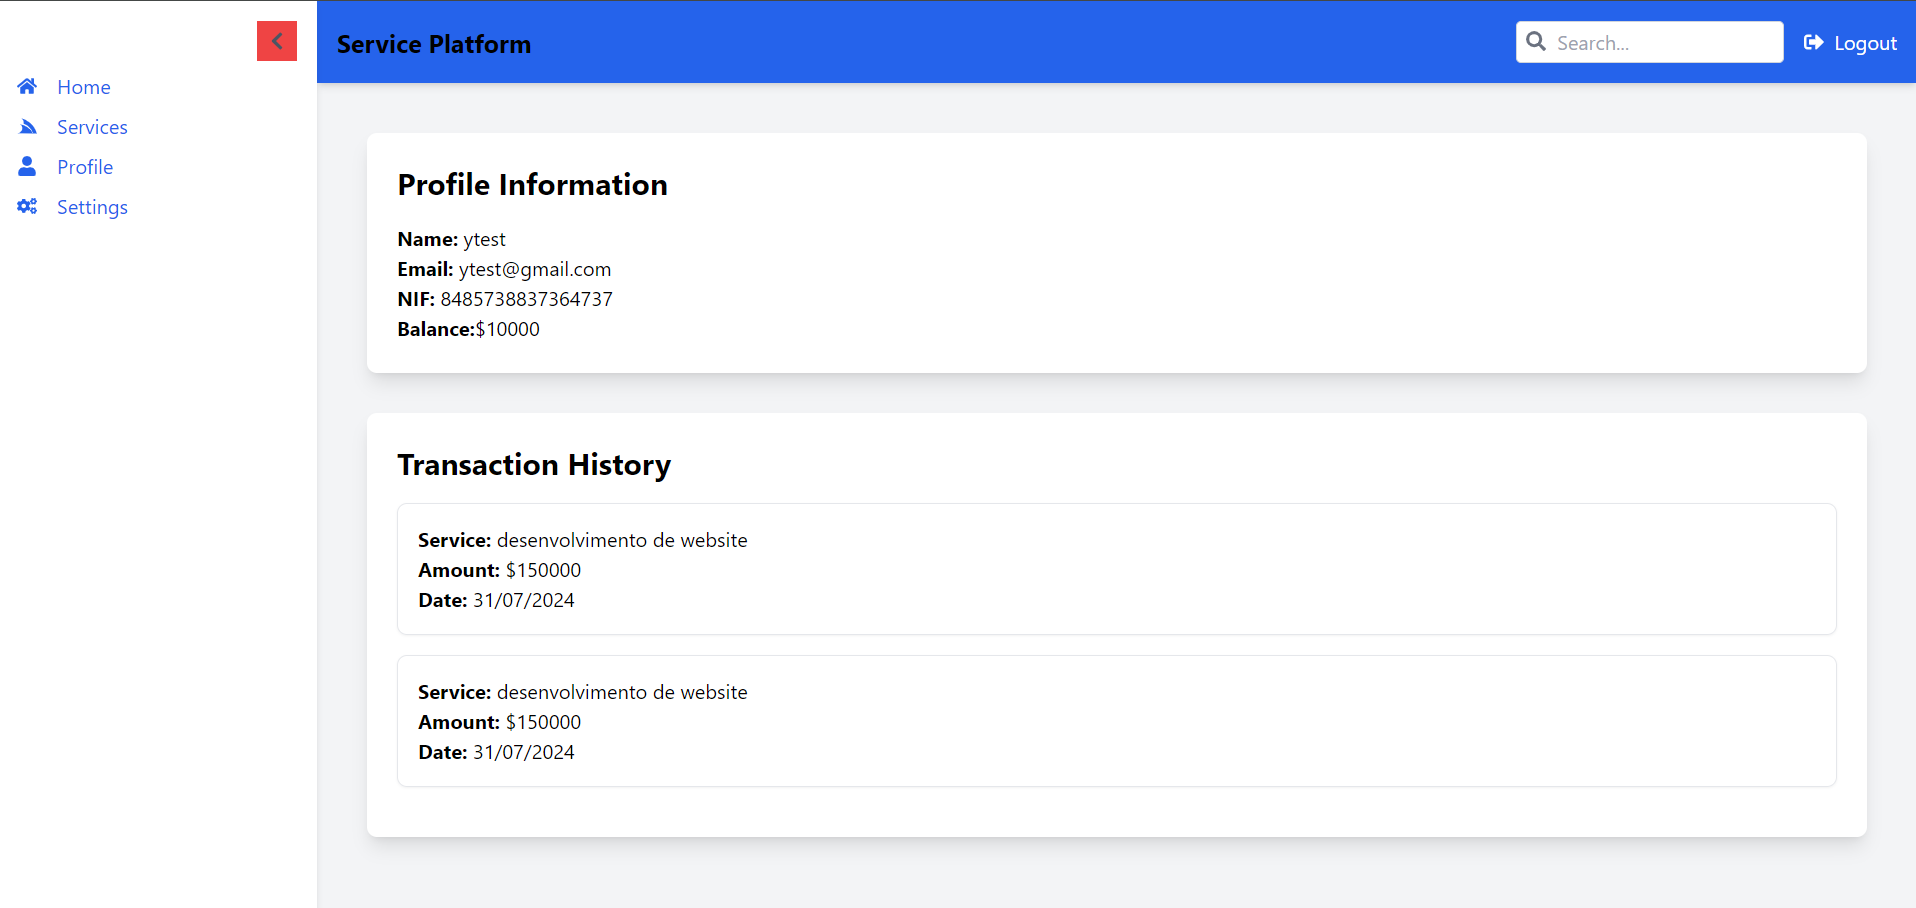 Service Platform
Search...
Logout
Home
Services
Profile
Settings
Profile Information
Name: ytest
Email: ytest@gmail.com
NIF: 8485738837364737
Balance:$10000
Transaction History
Service: desenvolvimento de website
Amount: $150000
Date: 31/07/2024
Service: desenvolvimento de website
Amount: $150000
Date: 31/07/2024